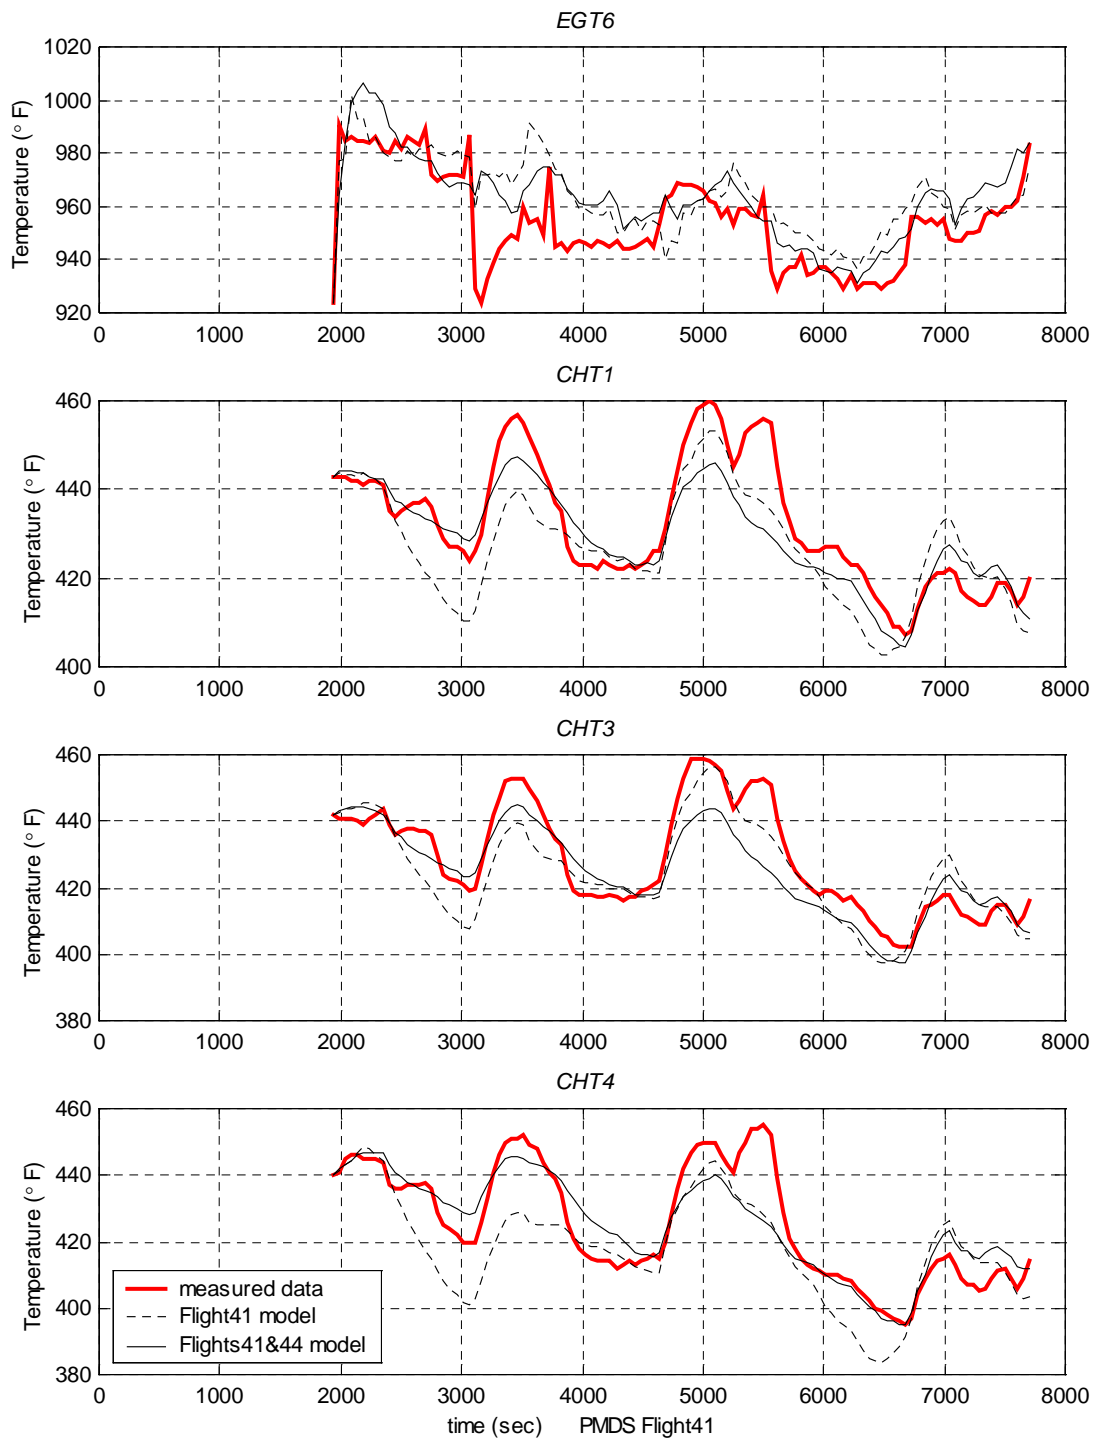 EGT6
1020
1000
980
960
940
920
Temperature (° F)
0 1000 2000 3000 4000 5000 6000 7000 8000
CHT1
460
440
420
400
Temperature (° F)
0 1000 2000 3000 4000 5000 6000 7000 8000
CHT3
460
440
420
400
380
Temperature (° F)
0 1000 2000 3000 4000 5000 6000 7000 8000
CHT4
460
440
420
400
380
Temperature (° F)
measured data
Flight41 model
Flights41&44 model
0 1000 2000 3000 4000 5000 6000 7000 8000
time (sec) PMDS Flight41